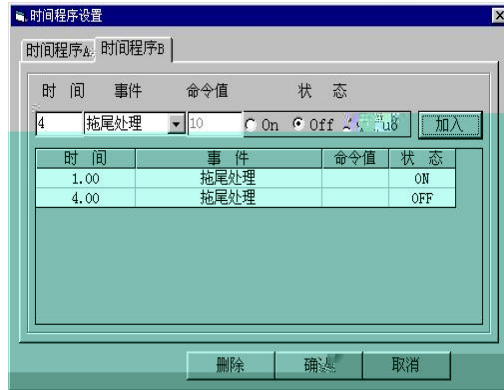 时间程序设置
时间程序A 时间程序B
时 间 事件 命令值 状 态
4 拖尾处理 10 On Off 加入
时 间 事 件 命令值 状 态
1.00 拖尾处理 ON
4.00 拖尾处理 OFF
删除 确认 取消